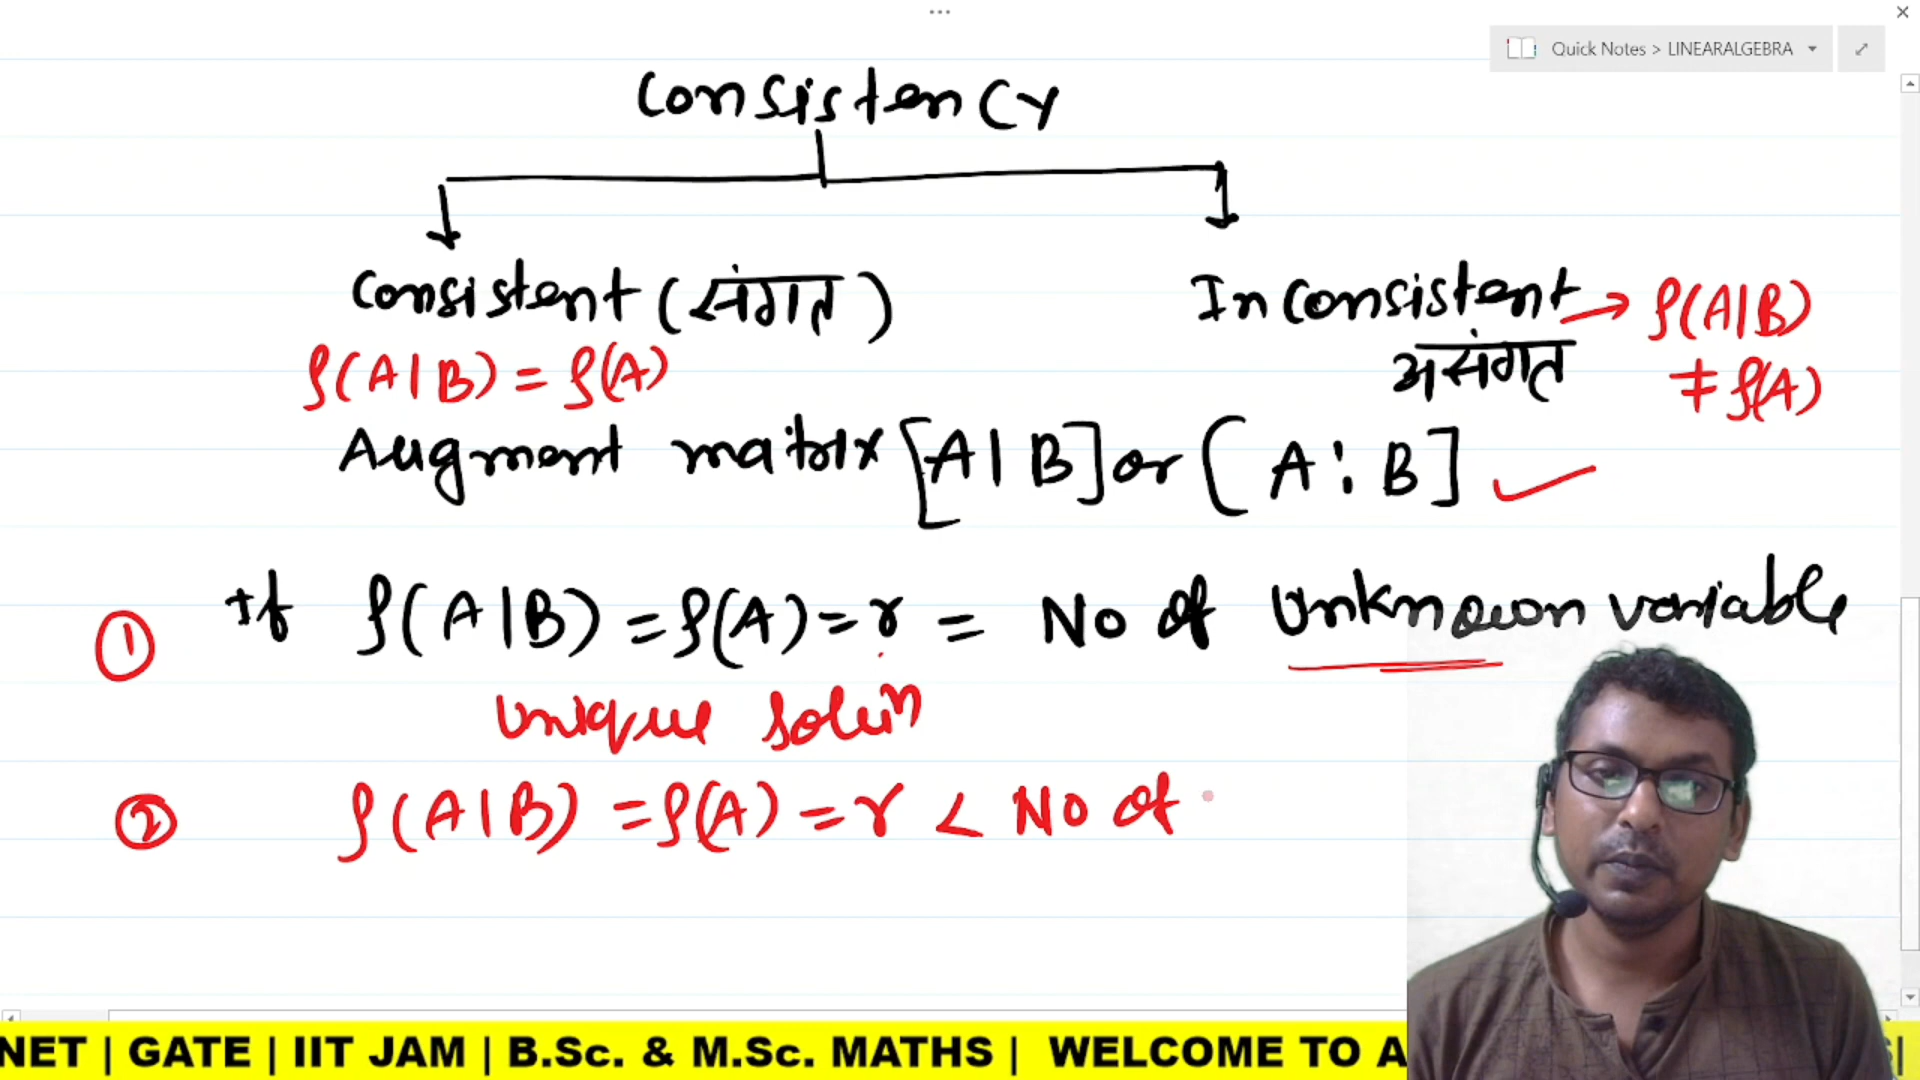 Quick Notes > LINEARALGEBRA
Consistency
Consistent (संगत)
Inconsistent → ρ(A|B)
ρ(A|B) = ρ(A)
असंगत ≠ ρ(A)
Augment matrix [A|B] or [A:B] ✓
① If ρ(A|B) = ρ(A) = r = No of unknown variable
unique soluⁿ
② ρ(A|B) = ρ(A) = r < No of
NET | GATE | IIT JAM | B.Sc. & M.Sc. MATHS | WELCOME TO A